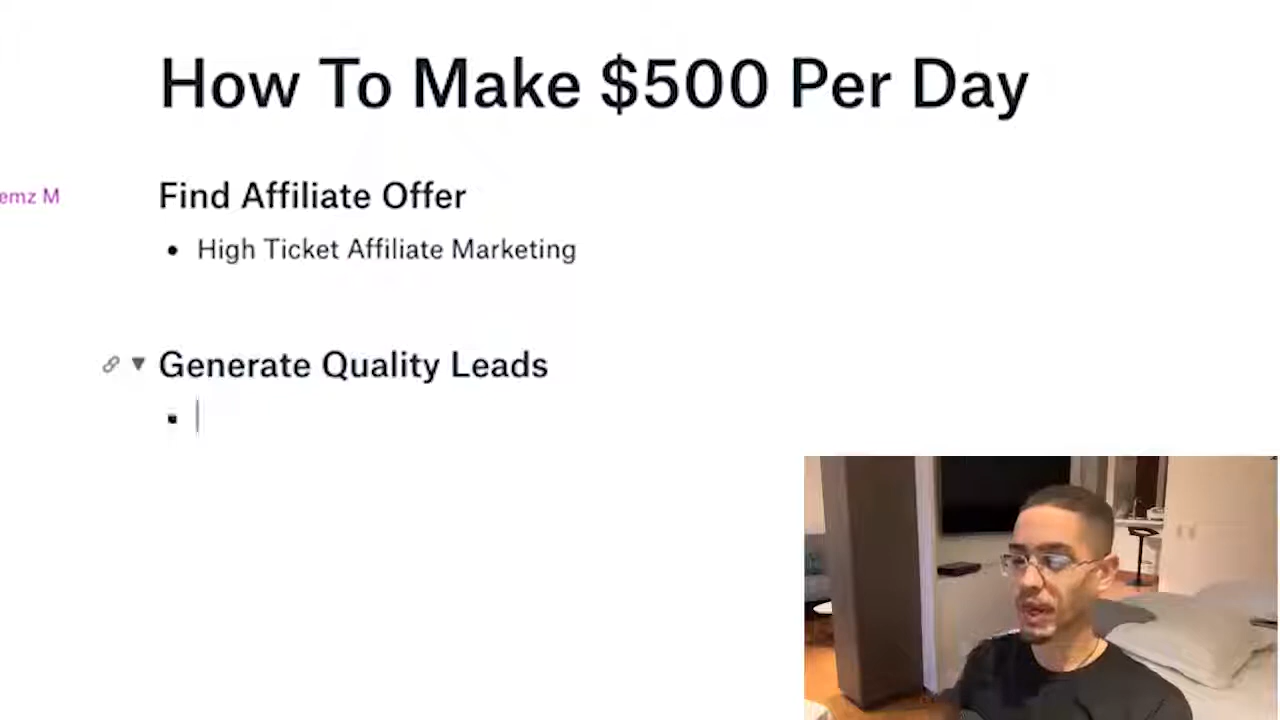 How To Make $500 Per Day
emz M
Find Affiliate Offer
• High Ticket Affiliate Marketing
Generate Quality Leads